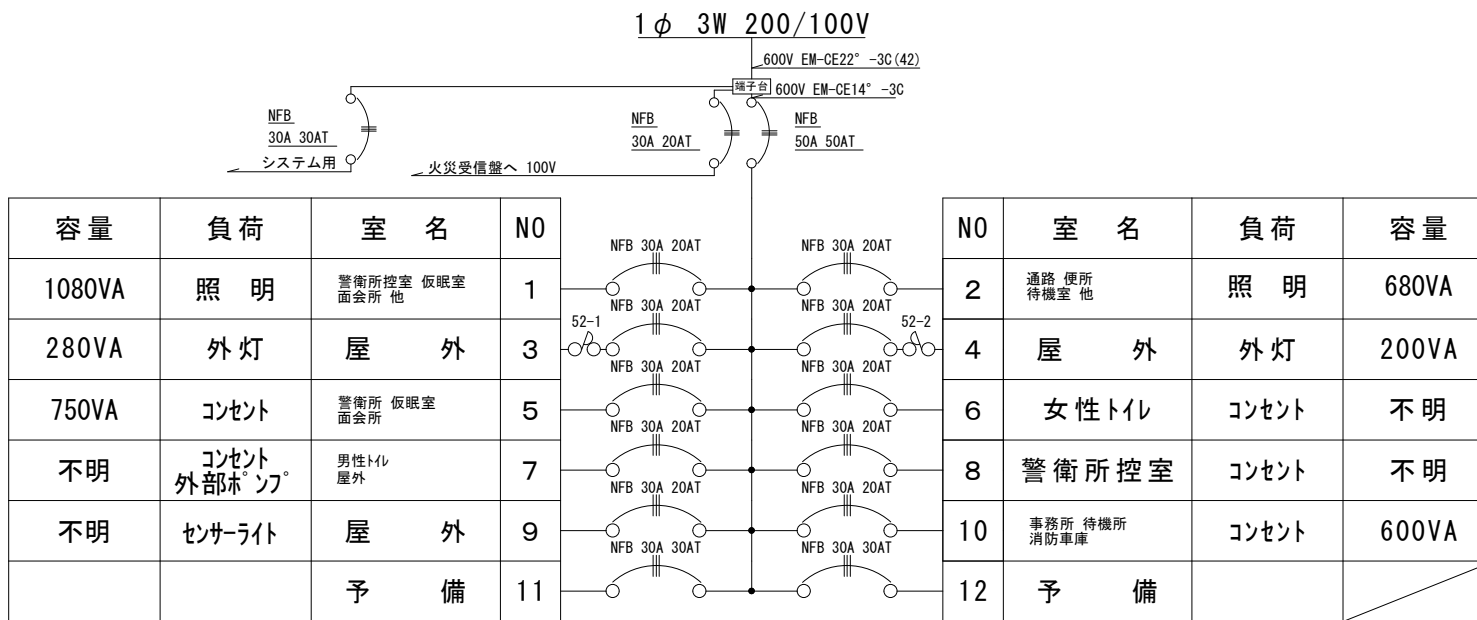 1φ 3W 200/100V
600V EM-CE22° -3C(42)
端子台
600V EM-CE14° -3C
NFB
30A 30AT
システム用
NFB
30A 20AT
火災受信盤へ 100V
NFB
50A 50AT
容量 負荷 室 名 NO
NO 室 名 負荷 容量
1080VA 照 明 警衛所控室 仮眠室
面会所 他
1
NFB 30A 20AT NFB 30A 20AT
2 通路 便所
待機室 他
照 明 680VA
280VA 外灯 屋 外 3
52-1 NFB 30A 20AT NFB 30A 20AT 52-2
4 屋 外 外灯 200VA
750VA コンセント 警衛所 仮眠室
面会所
5
NFB 30A 20AT NFB 30A 20AT
6 女性トイレ コンセント 不明
不明 コンセント
外部ポンプ
男性トイレ
屋外
7
NFB 30A 20AT NFB 30A 20AT
8 警衛所控室 コンセント 不明
不明 センサーライト 屋 外 9
NFB 30A 20AT NFB 30A 20AT
10 事務所 待機所
消防車庫
コンセント 600VA
予 備 11
NFB 30A 30AT NFB 30A 30AT
12 予 備